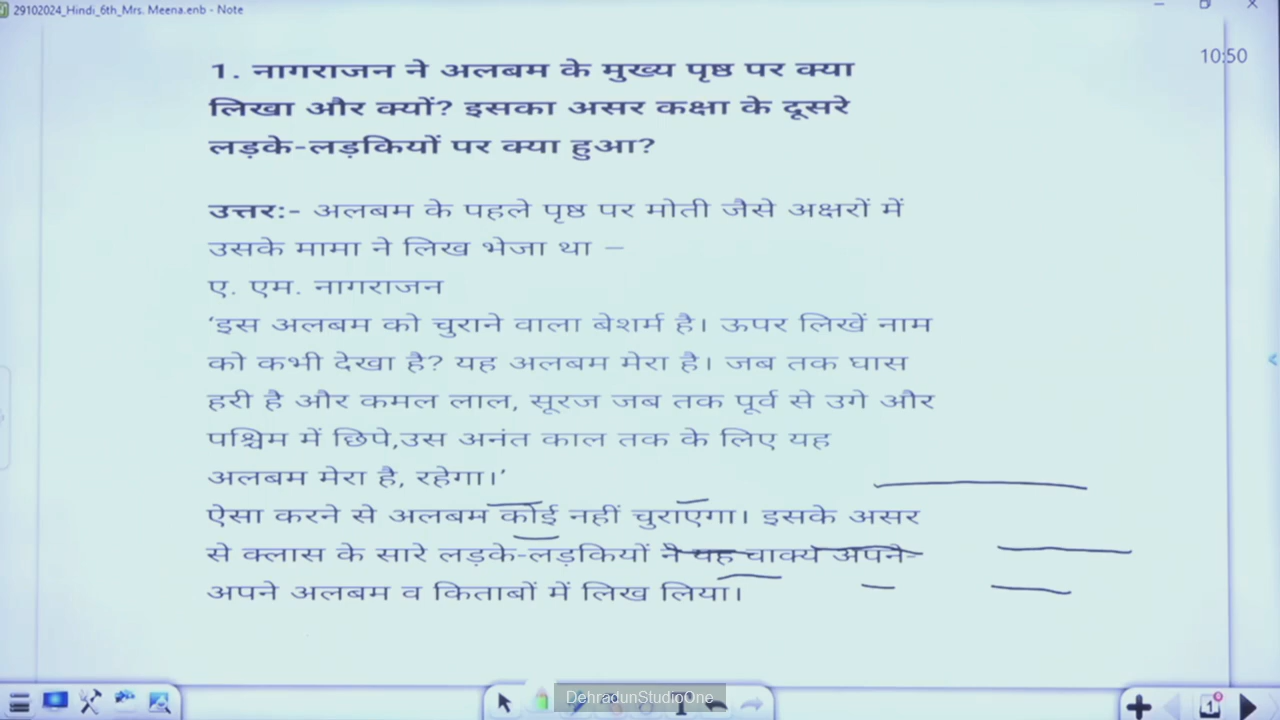 29102024_Hindi_6th_Mrs. Meena.enb - Note
10:50
1. नागराजन ने अलबम के मुख्य पृष्ठ पर क्या
लिखा और क्यों? इसका असर कक्षा के दूसरे
लड़के-लड़कियों पर क्या हुआ?
उत्तर:- अलबम के पहले पृष्ठ पर मोती जैसे अक्षरों में
उसके मामा ने लिख भेजा था –
ए. एम. नागराजन
‘इस अलबम को चुराने वाला बेशर्म है। ऊपर लिखें नाम
को कभी देखा है? यह अलबम मेरा है। जब तक घास
हरी है और कमल लाल, सूरज जब तक पूर्व से उगे और
पश्चिम में छिपे,उस अनंत काल तक के लिए यह
अलबम मेरा है, रहेगा।’
ऐसा करने से अलबम कोई नहीं चुराएगा। इसके असर
से क्लास के सारे लड़के-लड़कियों ने यह वाक्य अपने-
अपने अलबम व किताबों में लिख लिया।
DehradunStudioOne
1